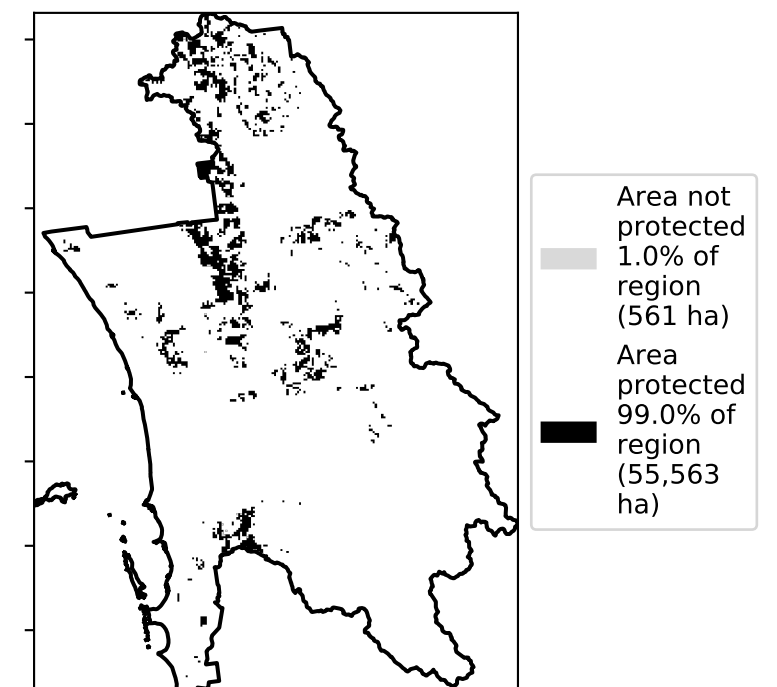 Area not
protected
1.0% of
region
(561 ha)
Area
protected
99.0% of
region
(55,563
ha)